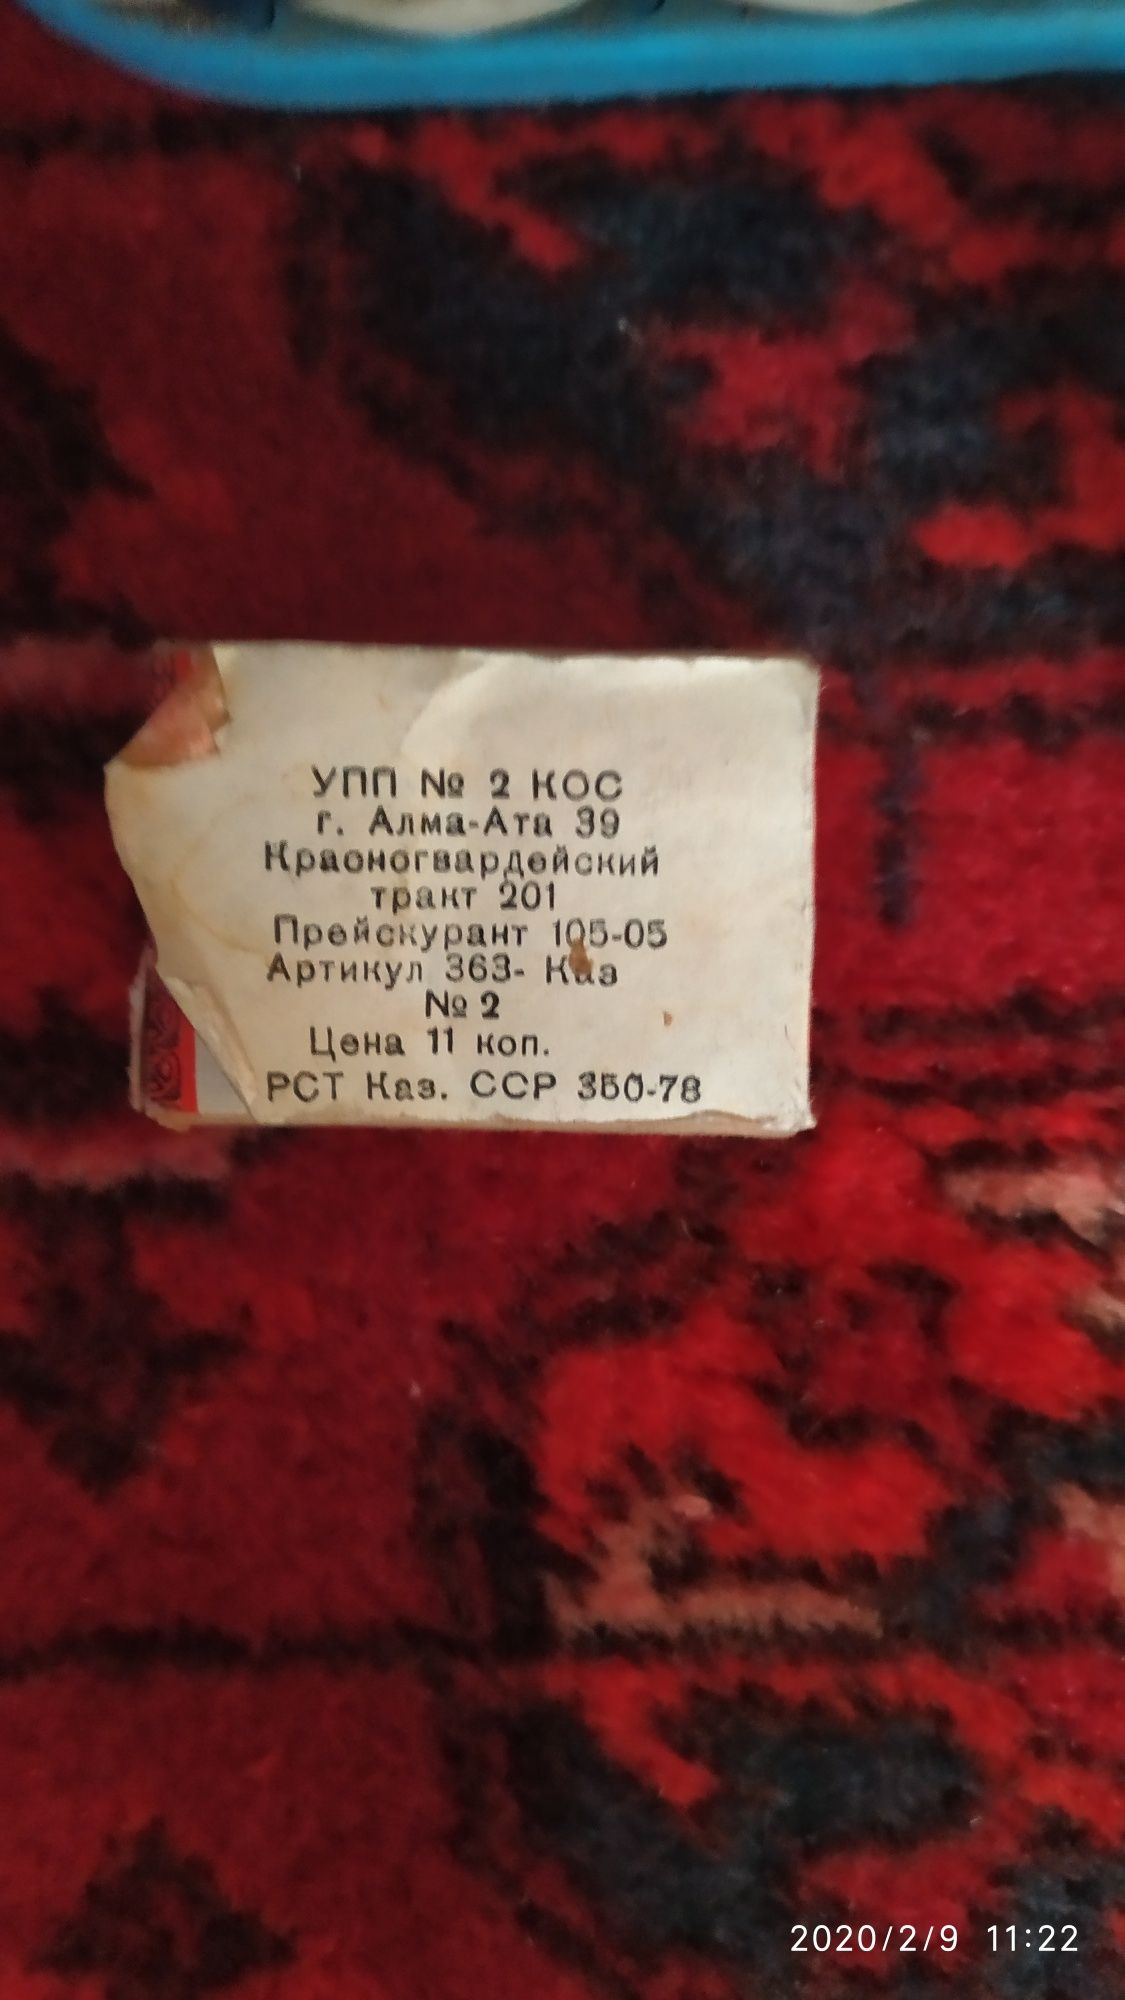 УПП № 2 КОС
г. Алма-Ата 39
Красногвардейский
тракт 201
Прейскурант 105-05
Артикул 363- Каз
№ 2
Цена 11 коп.
РСТ Каз. ССР 350-78
2020/2/9 11:22